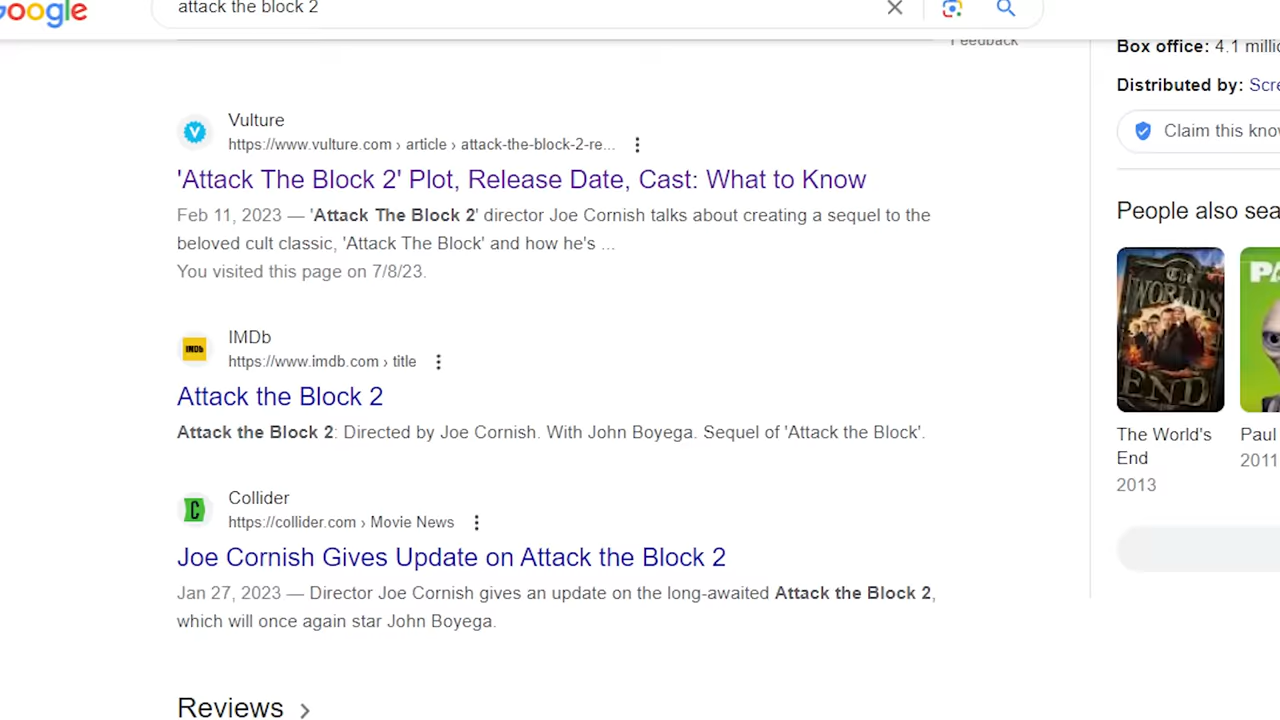 Google
attack the block 2
Feedback
Vulture
https://www.vulture.com › article › attack-the-block-2-re...
'Attack The Block 2' Plot, Release Date, Cast: What to Know
Feb 11, 2023 — 'Attack The Block 2' director Joe Cornish talks about creating a sequel to the
beloved cult classic, 'Attack The Block' and how he's ...
You visited this page on 7/8/23.
IMDb
IMDb
https://www.imdb.com › title
Attack the Block 2
Attack the Block 2: Directed by Joe Cornish. With John Boyega. Sequel of 'Attack the Block'.
C
Collider
https://collider.com › Movie News
Joe Cornish Gives Update on Attack the Block 2
Jan 27, 2023 — Director Joe Cornish gives an update on the long-awaited Attack the Block 2,
which will once again star John Boyega.
Reviews
Box office: 4.1 milli
Distributed by: Scre
Claim this kno
People also sea
The
WORLD'S
END
PA
The World's
End
2013
Paul
2011